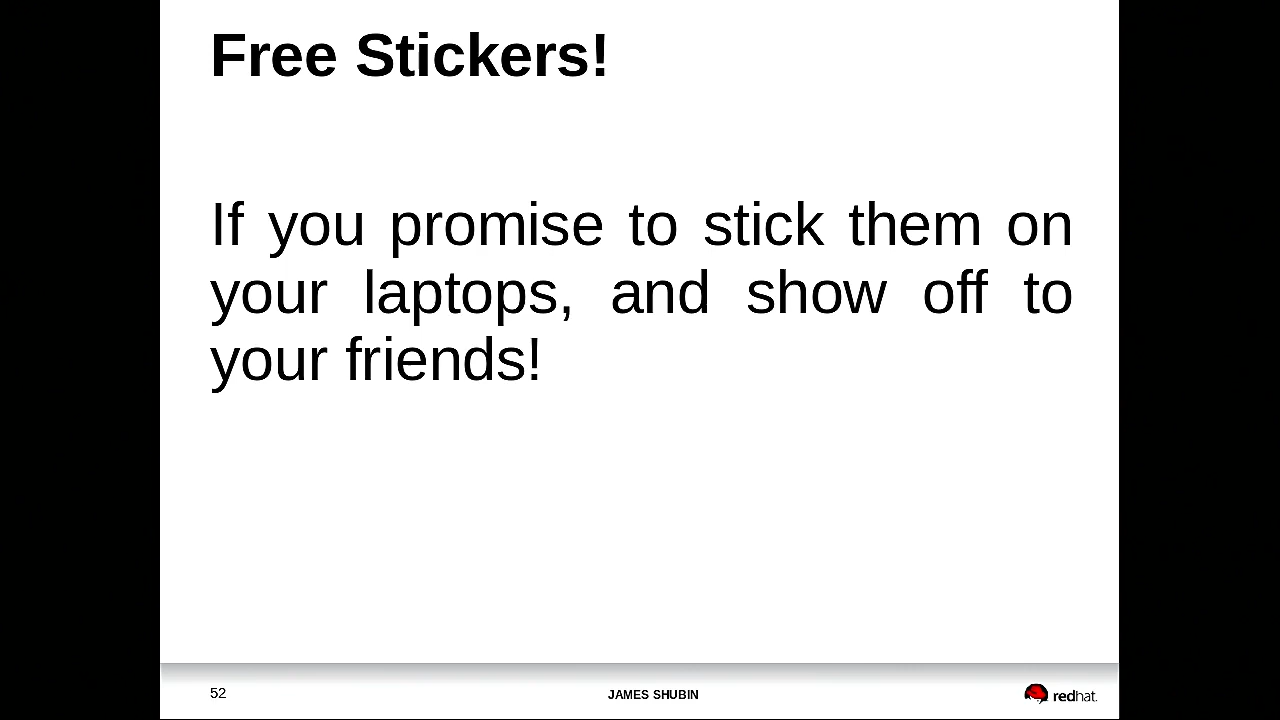 Free Stickers!
If you promise to stick them on
your laptops, and show off to
your friends!
52
JAMES SHUBIN
redhat.